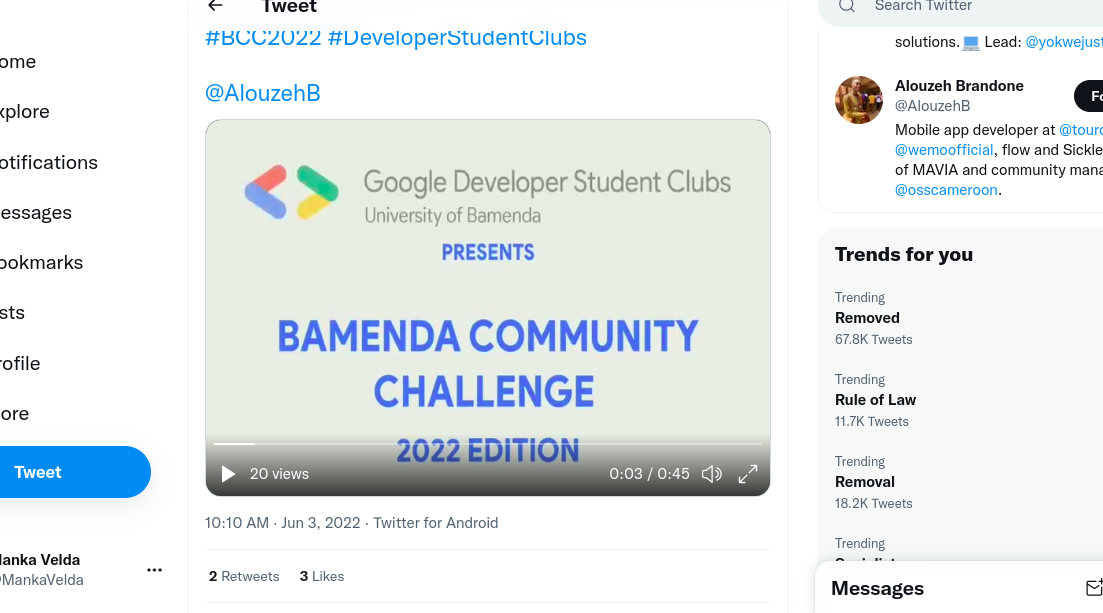 Tweet
#BCC2022 #DeveloperStudentClubs
@AlouzehB
Google Developer Student Clubs
University of Bamenda
PRESENTS
BAMENDA COMMUNITY
CHALLENGE
2022 EDITION
20 views
0:03 / 0:45
10:10 AM · Jun 3, 2022 · Twitter for Android
2 Retweets 3 Likes
ome
xplore
otifications
essages
ookmarks
sts
rofile
ore
Tweet
anka Velda
@MankaVelda
Search Twitter
solutions. Lead: @yokwejust
Alouzeh Brandone
@AlouzehB
Fo
Mobile app developer at @touro
@wemoofficial, flow and Sickle
of MAVIA and community mana
@osscameroon.
Trends for you
Trending
Removed
67.8K Tweets
Trending
Rule of Law
11.7K Tweets
Trending
Removal
18.2K Tweets
Trending
Messages